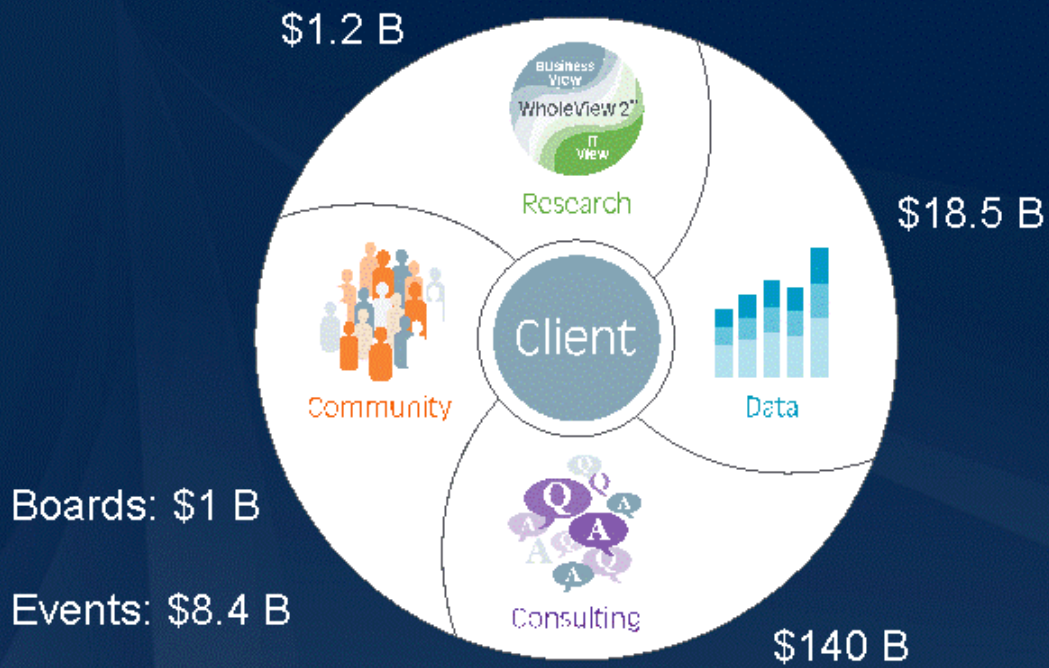 $1.2 B
BUSINESS
VIEW
WholeView 2™
IT
View
Research
$18.5 B
Client
Community
Data
Boards: $1 B
Q
Q
Q
A
A
A
A
Q
Q
A
Events: $8.4 B
Consulting
$140 B